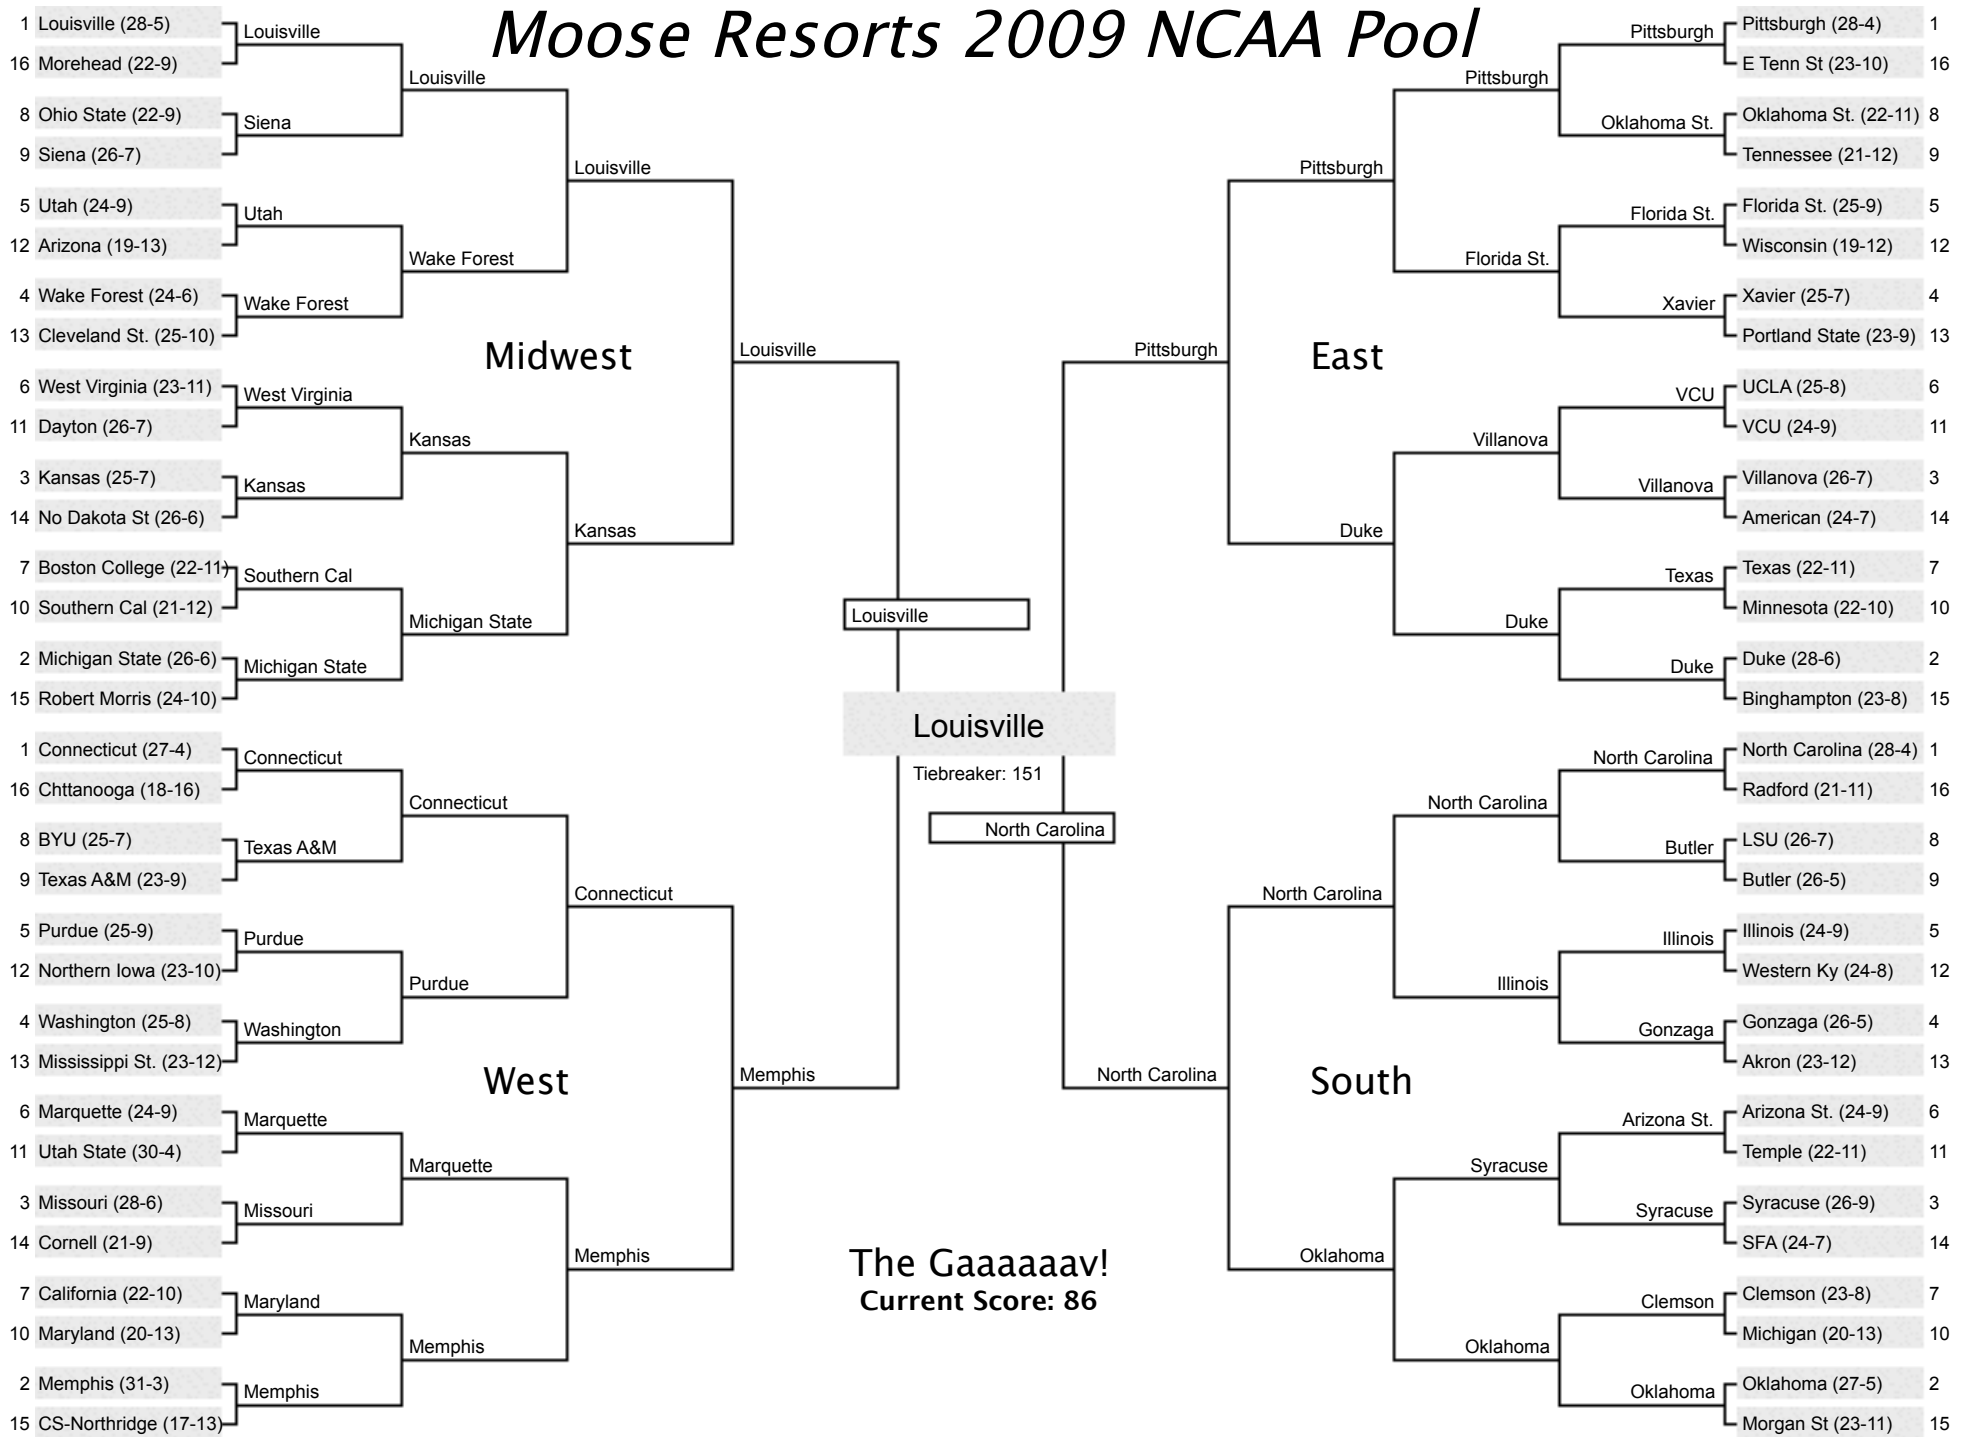 Moose Resorts 2009 NCAA Pool
1 Louisville (28-5)
16 Morehead (22-9)
8 Ohio State (22-9)
9 Siena (26-7)
5 Utah (24-9)
12 Arizona (19-13)
4 Wake Forest (24-6)
13 Cleveland St. (25-10)
6 West Virginia (23-11)
11 Dayton (26-7)
3 Kansas (25-7)
14 No Dakota St (26-6)
7 Boston College (22-11)
10 Southern Cal (21-12)
2 Michigan State (26-6)
15 Robert Morris (24-10)
Louisville
Siena
Utah
Wake Forest
West Virginia
Kansas
Southern Cal
Michigan State
Louisville
Wake Forest
Kansas
Michigan State
Louisville
Kansas
Midwest
Louisville
1 Connecticut (27-4)
16 Chttanooga (18-16)
8 BYU (25-7)
9 Texas A&M (23-9)
5 Purdue (25-9)
12 Northern Iowa (23-10)
4 Washington (25-8)
13 Mississippi St. (23-12)
6 Marquette (24-9)
11 Utah State (30-4)
3 Missouri (28-6)
14 Cornell (21-9)
7 California (22-10)
10 Maryland (20-13)
2 Memphis (31-3)
15 CS-Northridge (17-13)
Connecticut
Texas A&M
Purdue
Washington
Marquette
Missouri
Maryland
Memphis
Connecticut
Purdue
Marquette
Memphis
Connecticut
Memphis
West
Memphis
Louisville
Louisville
Tiebreaker: 151
North Carolina
The Gaaaaaav!
Current Score: 86
Pittsburgh (28-4) 1
E Tenn St (23-10) 16
Oklahoma St. (22-11) 8
Tennessee (21-12) 9
Florida St. (25-9) 5
Wisconsin (19-12) 12
Xavier (25-7) 4
Portland State (23-9) 13
UCLA (25-8) 6
VCU (24-9) 11
Villanova (26-7) 3
American (24-7) 14
Texas (22-11) 7
Minnesota (22-10) 10
Duke (28-6) 2
Binghampton (23-8) 15
Pittsburgh
Oklahoma St.
Florida St.
Xavier
VCU
Villanova
Texas
Duke
Pittsburgh
Florida St.
Villanova
Duke
Pittsburgh
Duke
East
Pittsburgh
North Carolina (28-4) 1
Radford (21-11) 16
LSU (26-7) 8
Butler (26-5) 9
Illinois (24-9) 5
Western Ky (24-8) 12
Gonzaga (26-5) 4
Akron (23-12) 13
Arizona St. (24-9) 6
Temple (22-11) 11
Syracuse (26-9) 3
SFA (24-7) 14
Clemson (23-8) 7
Michigan (20-13) 10
Oklahoma (27-5) 2
Morgan St (23-11) 15
North Carolina
Butler
Illinois
Gonzaga
Arizona St.
Syracuse
Clemson
Oklahoma
North Carolina
Illinois
Syracuse
Oklahoma
North Carolina
Oklahoma
South
North Carolina